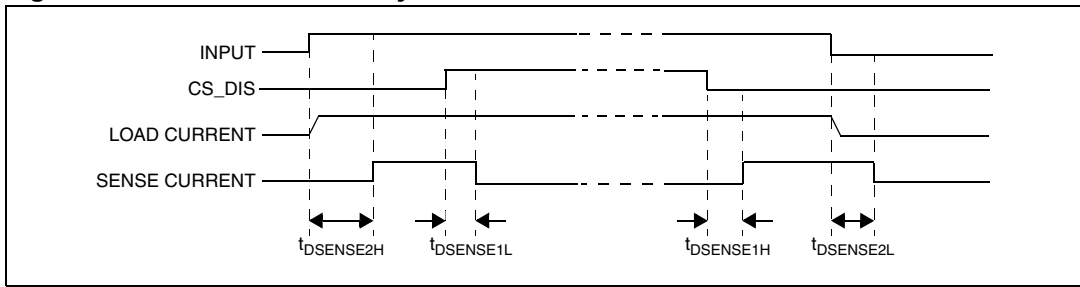 INPUT
CS_DIS
LOAD CURRENT
SENSE CURRENT
tDSENSE2H
tDSENSE1L
tDSENSE1H
tDSENSE2L